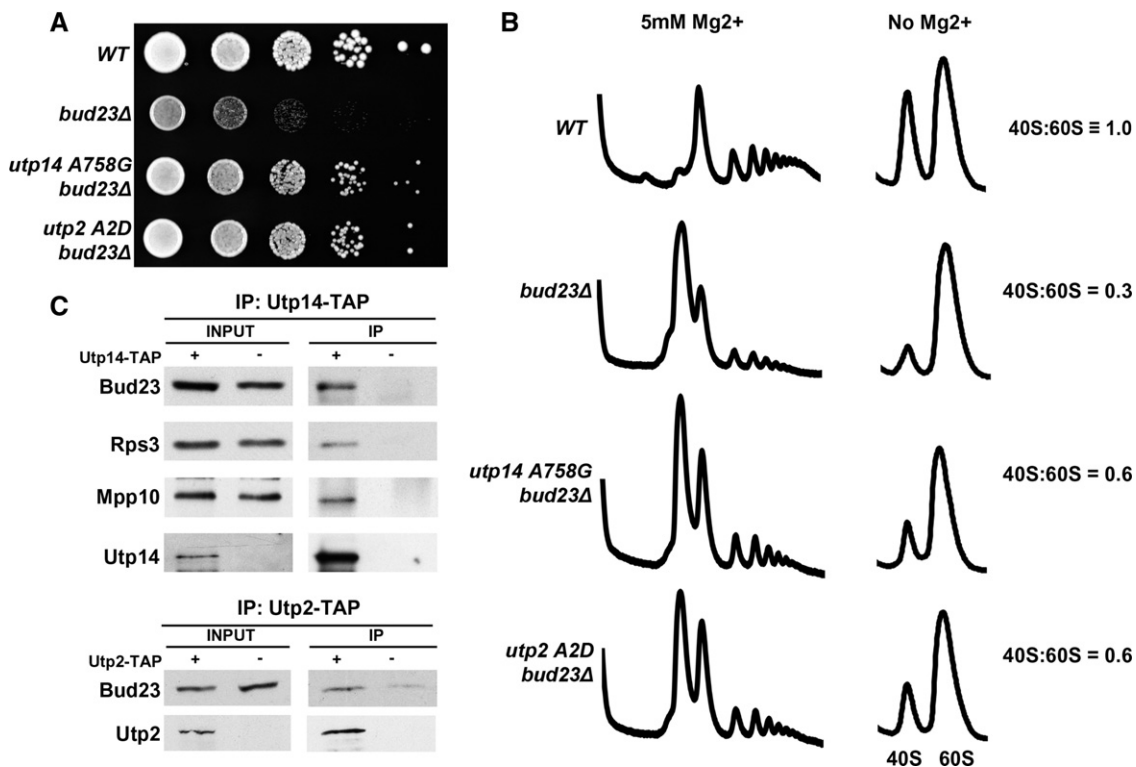 A
WT
bud23Δ
utp14 A758G
bud23Δ
utp2 A2D
bud23Δ
B
5mM Mg2+
No Mg2+
WT
40S:60S ≡ 1.0
bud23Δ
40S:60S = 0.3
utp14 A758G
bud23Δ
40S:60S = 0.6
utp2 A2D
bud23Δ
40S:60S = 0.6
40S 60S
C
IP: Utp14-TAP
INPUT IP
Utp14-TAP + - + -
Bud23
Rps3
Mpp10
Utp14
IP: Utp2-TAP
INPUT IP
Utp2-TAP + - + -
Bud23
Utp2